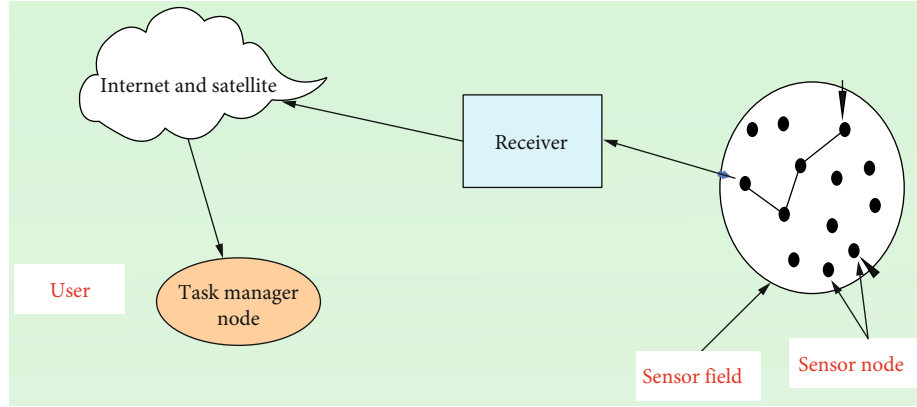 Internet and satellite
Receiver
User
Task manager
node
Sensor field
Sensor node